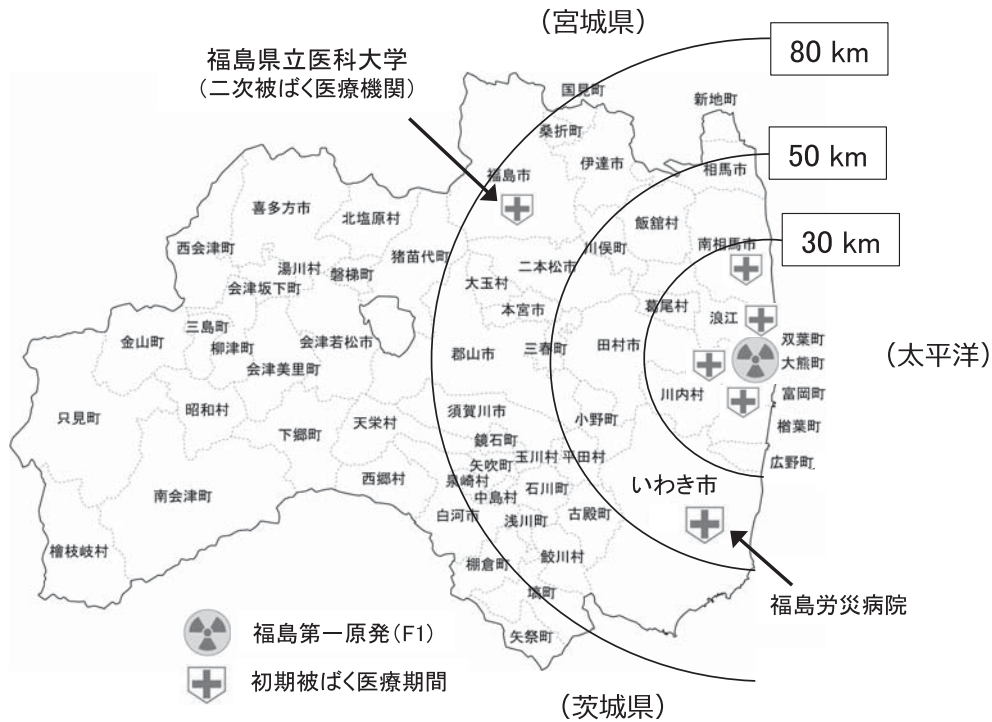 (宮城県)
80 km
福島県立医科大学
(二次被ばく医療機関)
国見町
新地町
桑折町
50 km
伊達市
相馬市
福島市
喜多方市
北塩原村
飯舘村
30 km
西会津町
猪苗代町
川俣町
南相馬市
湯川村
磐梯町
二本松市
会津坂下町
大玉村
本宮市
葛尾村
浪江
三島町
金山町
柳津町
会津若松市
郡山市
三春町
田村市
双葉町
大熊町
(太平洋)
会津美里町
川内村
富岡町
只見町
昭和村
天栄村
須賀川市
小野町
楢葉町
下郷町
鏡石町
玉川村
平田村
広野町
矢吹町
西郷村
泉崎村
いわき市
南会津町
中島村
石川町
白河市
浅川町
古殿町
檜枝岐村
棚倉町
鮫川村
塙町
福島労災病院
福島第一原発(F1)
矢祭町
初期被ばく医療期間
(茨城県)